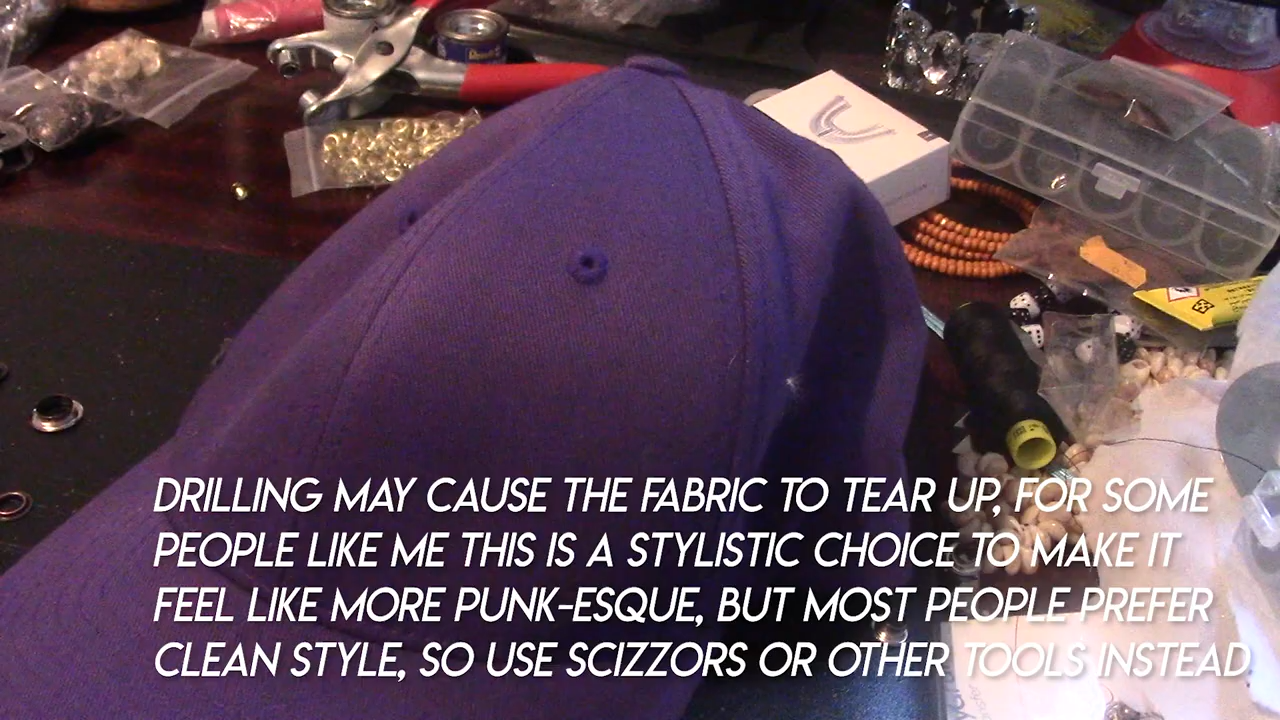 DRILLING MAY CAUSE THE FABRIC TO TEAR UP, FOR SOME
PEOPLE LIKE ME THIS IS A STYLISTIC CHOICE TO MAKE IT
FEEL LIKE MORE PUNK-ESQUE, BUT MOST PEOPLE PREFER
CLEAN STYLE, SO USE SCIZZORS OR OTHER TOOLS INSTEAD